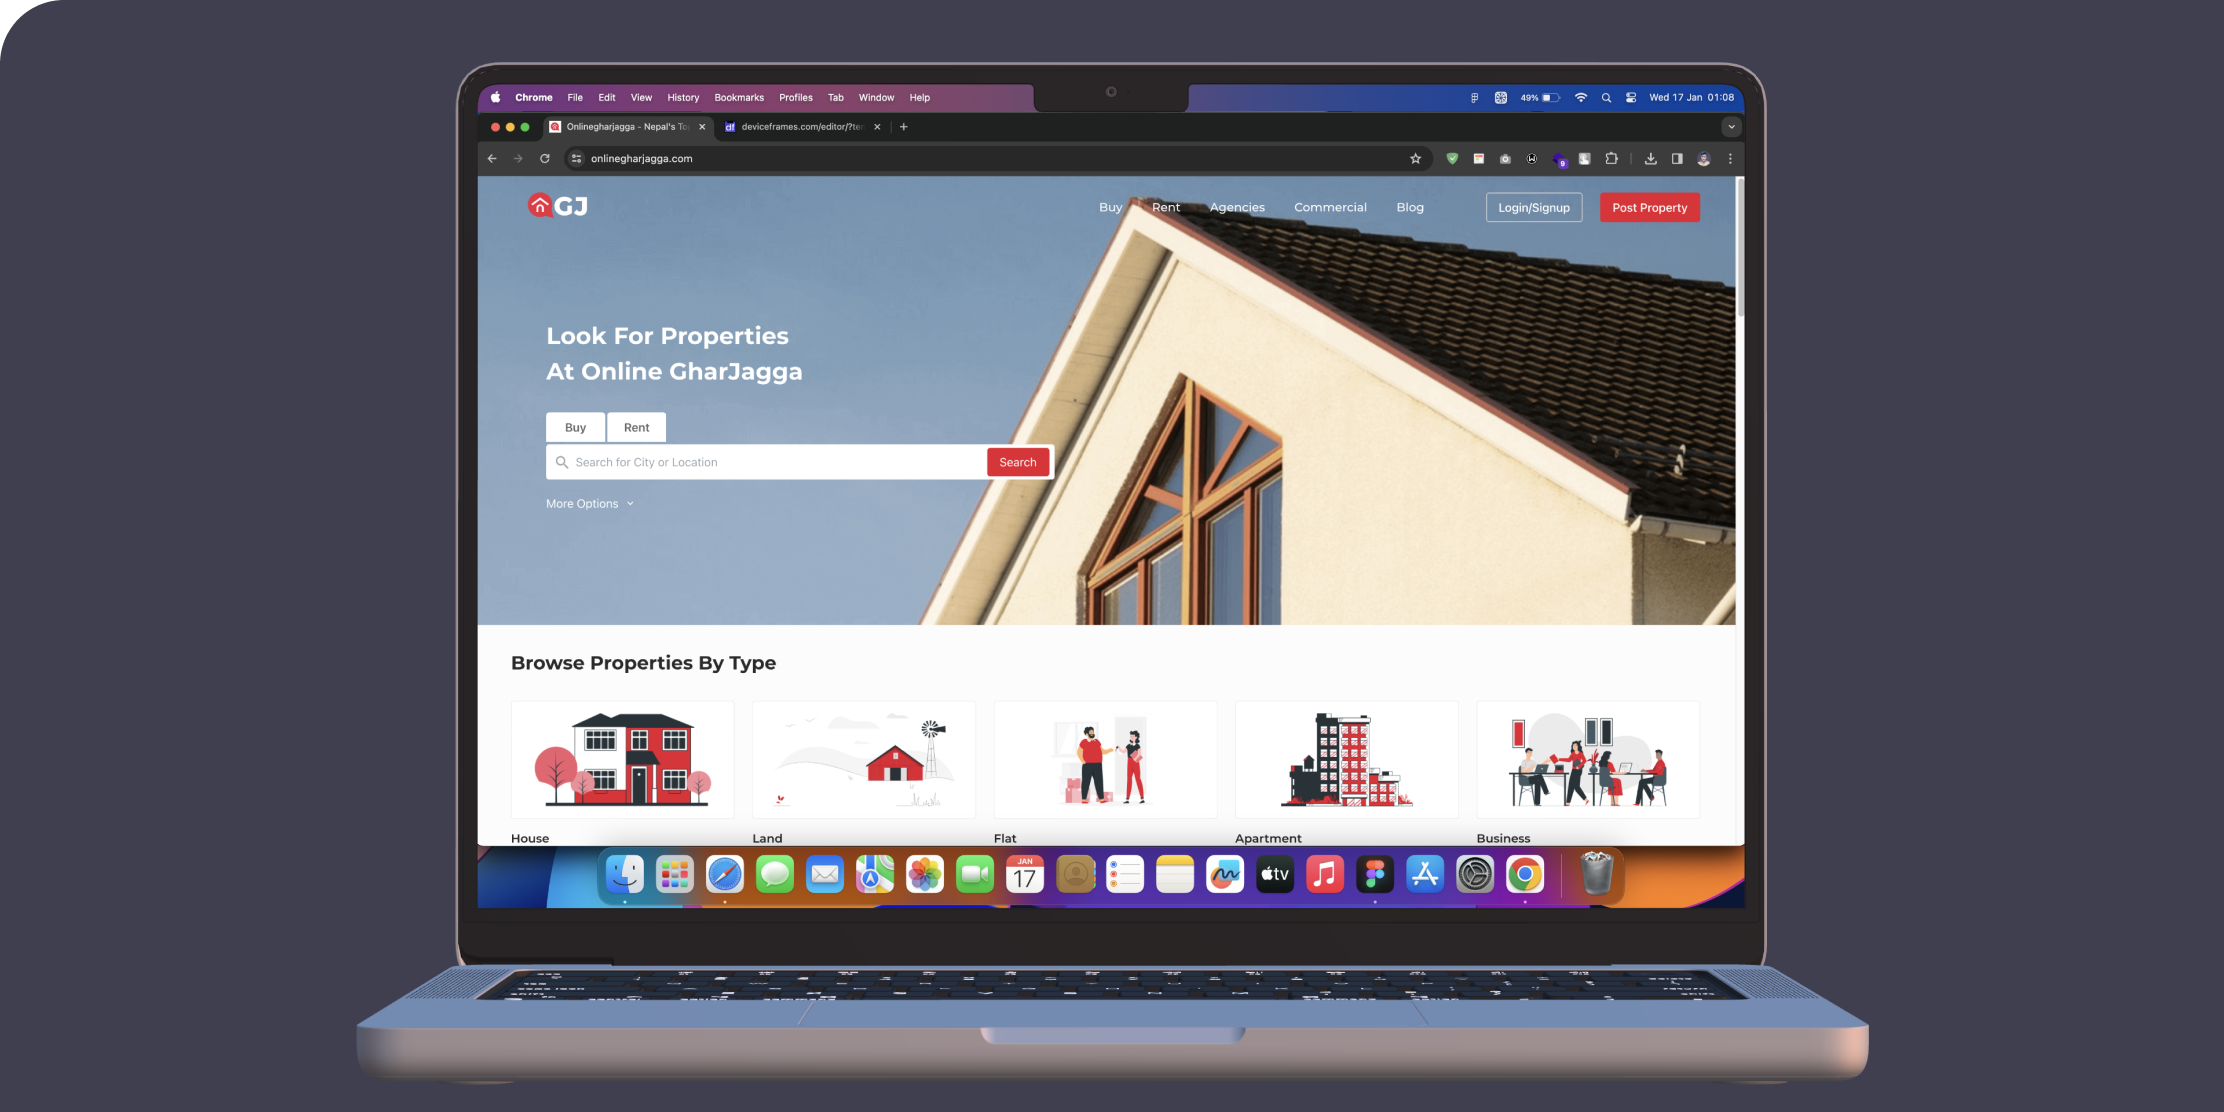 Chrome File Edit View History Bookmarks Profiles Tab Window Help 49% Wed 17 Jan 01:08
Onlinegharjagga - Nepal's To df deviceframes.com/editor/?te
onlinegharjagga.com 9
GJ Buy Rent Agencies Commercial Blog Login/Signup Post Property
Look For Properties
At Online GharJagga
Buy Rent
Search for City or Location Search
More Options
Browse Properties By Type
House Land Flat Apartment Business
JAN
17
tv